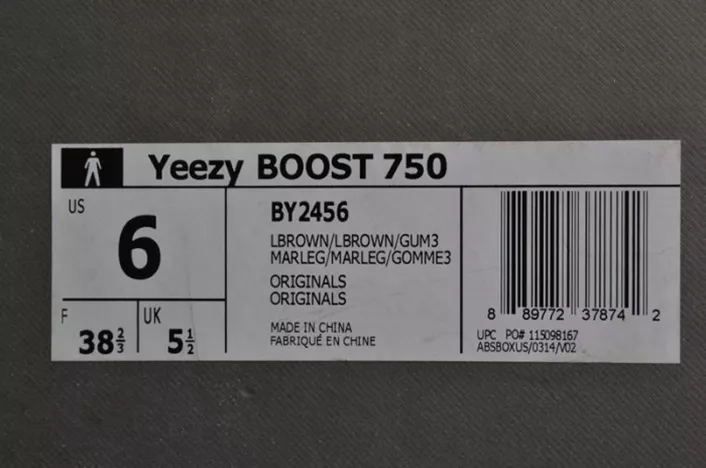 Yeezy BOOST 750
US
6
F
38 2/3
UK
5 1/2
BY2456
LBROWN/LBROWN/GUM3
MARLEG/MARLEG/GOMME3
ORIGINALS
ORIGINALS
MADE IN CHINA
FABRIQUÉ EN CHINE
8 89772 37874 2
UPC PO# 115098167
ABSBOXUS/0314/V02